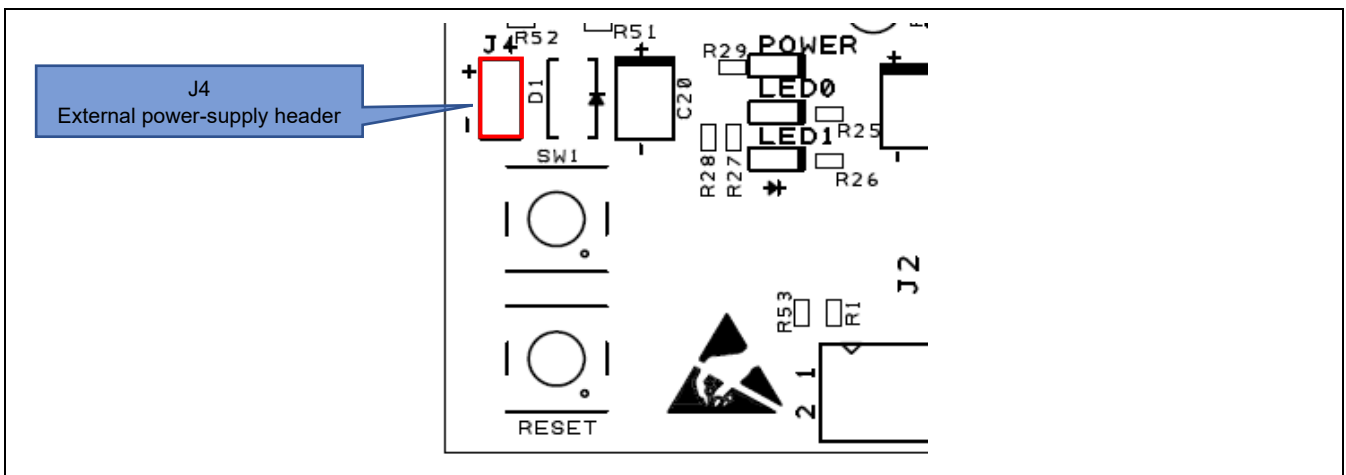 J4
External power-supply header
R52
R51
J4
+
-
D1
+
C20
-
R29
POWER
LED0
R25
LED1
R28
R27
R26
+
-
SW1
J2
R53
R1
1
2
RESET